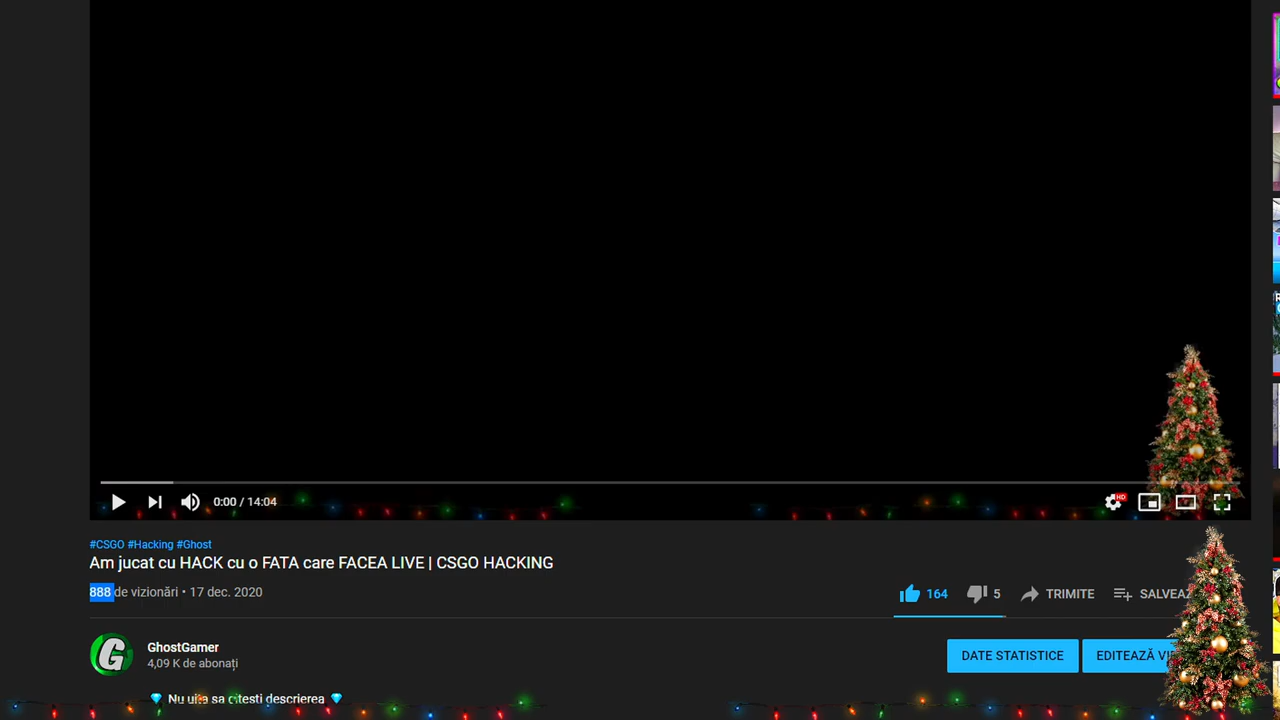 0:00 / 14:04
HD
#CSGO #Hacking #Ghost
Am jucat cu HACK cu o FATA care FACEA LIVE | CSGO HACKING
888 de vizionări • 17 dec. 2020
164 5 TRIMITE
GhostGamer
4,09 K de abonați
DATE STATISTICE EDITEAZĂ
Nu uita sa citesti descrierea